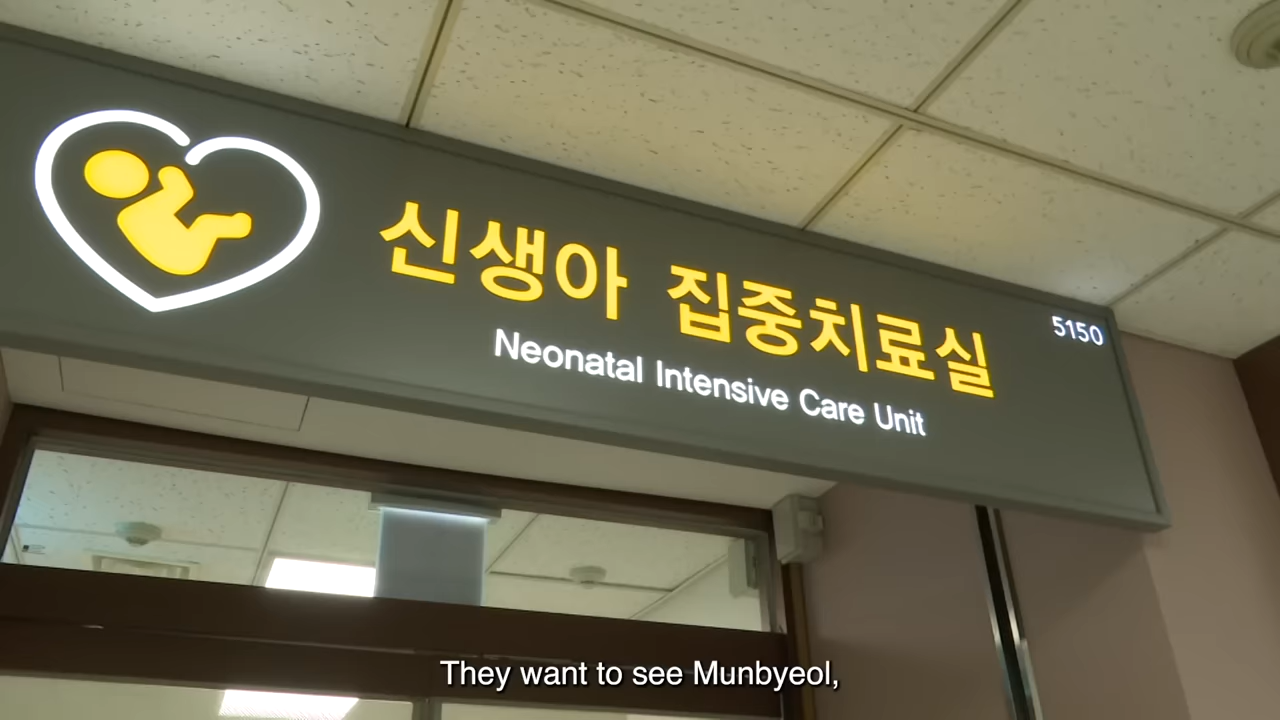 신생아 집중치료실
5150
Neonatal Intensive Care Unit
They want to see Munbyeol,